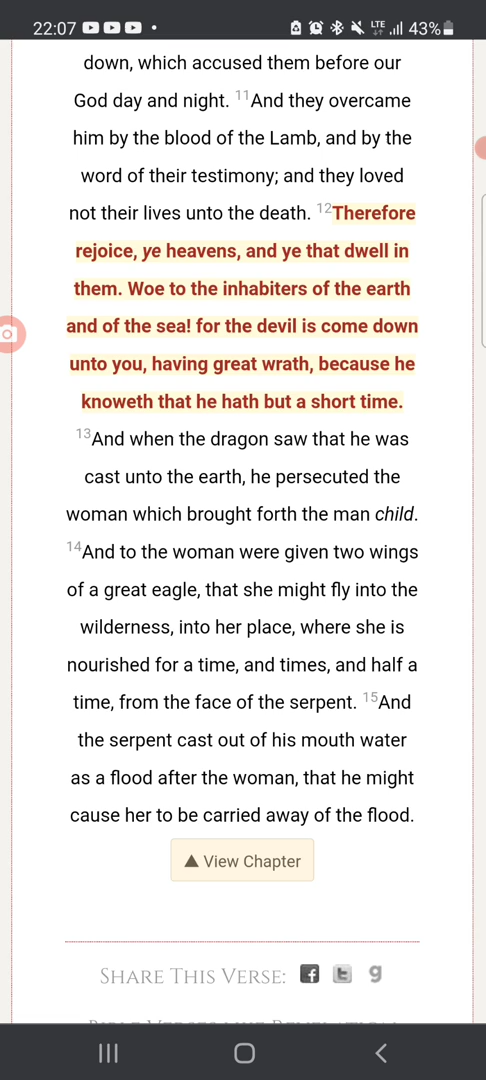 22:07 LTE 43%
down, which accused them before our
God day and night. 11And they overcame
him by the blood of the Lamb, and by the
word of their testimony; and they loved
not their lives unto the death. 12Therefore
rejoice, ye heavens, and ye that dwell in
them. Woe to the inhabiters of the earth
and of the sea! for the devil is come down
unto you, having great wrath, because he
knoweth that he hath but a short time.
13And when the dragon saw that he was
cast unto the earth, he persecuted the
woman which brought forth the man child.
14And to the woman were given two wings
of a great eagle, that she might fly into the
wilderness, into her place, where she is
nourished for a time, and times, and half a
time, from the face of the serpent. 15And
the serpent cast out of his mouth water
as a flood after the woman, that he might
cause her to be carried away of the flood.
▲ View Chapter
SHARE THIS VERSE: f t g